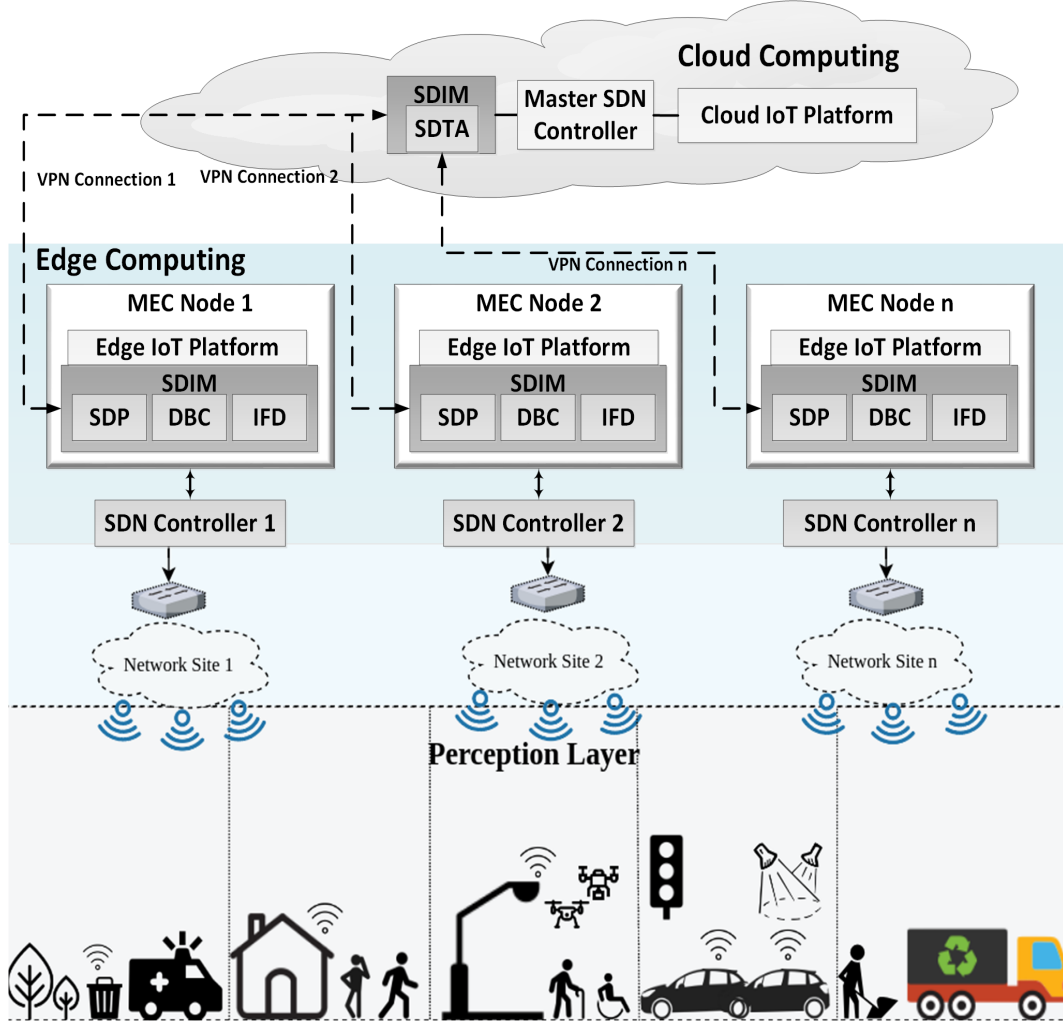 Cloud Computing
SDIM
SDTA
Master SDN
Controller
Cloud IoT Platform
VPN Connection 1
VPN Connection 2
Edge Computing
VPN Connection n
MEC Node 1
Edge IoT Platform
SDIM
SDP
DBC
IFD
MEC Node 2
Edge IoT Platform
SDIM
SDP
DBC
IFD
MEC Node n
Edge IoT Platform
SDIM
SDP
DBC
IFD
SDN Controller 1
SDN Controller 2
SDN Controller n
Network Site 1
Network Site 2
Network Site n
Perception Layer